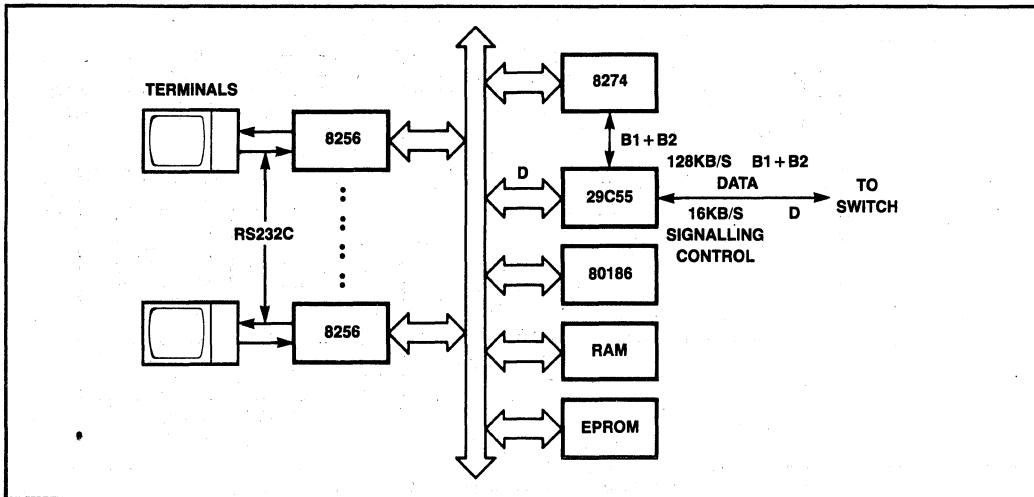 TERMINALS
8256
RS232C
8256
8274
B1 + B2
D
29C55
128KB/S B1 + B2
DATA
16KB/S D
SIGNALLING
CONTROL
TO
SWITCH
80186
RAM
EPROM